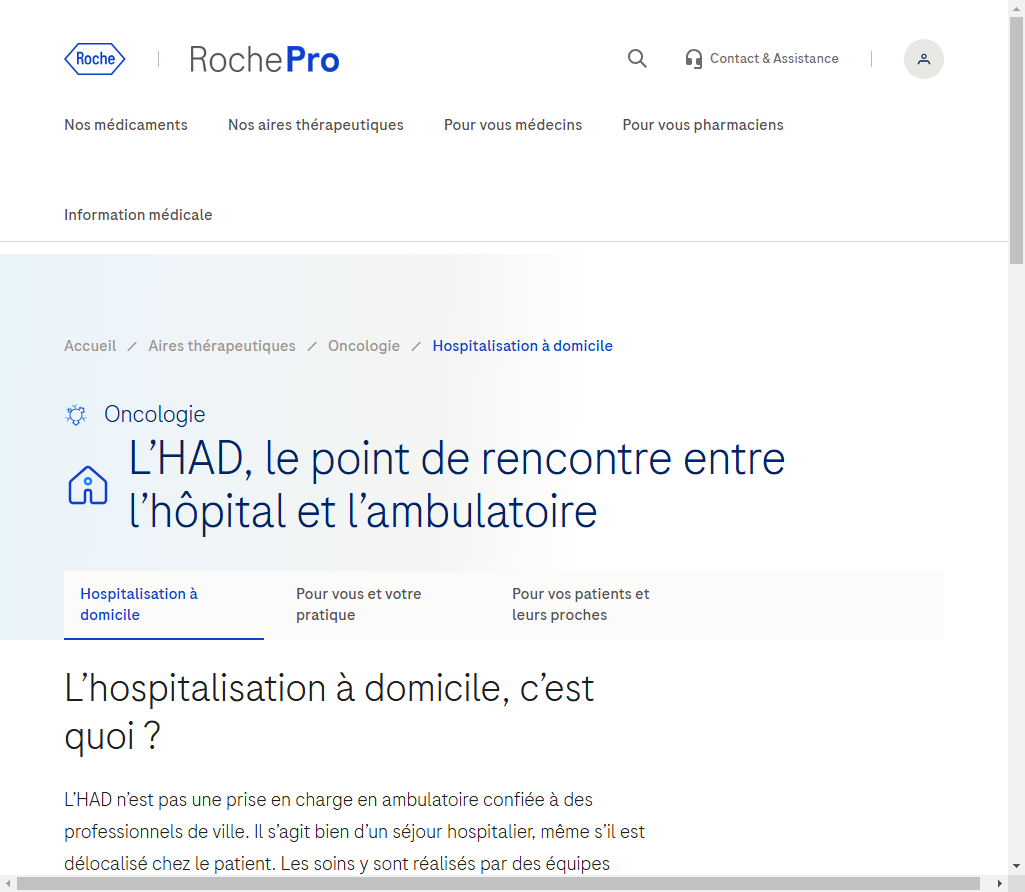 Roche
RochePro
Contact & Assistance
Nos médicaments
Nos aires thérapeutiques
Pour vous médecins
Pour vous pharmaciens
Information médicale
Accueil / Aires thérapeutiques / Oncologie / Hospitalisation à domicile
Oncologie
L’HAD, le point de rencontre entre
l’hôpital et l’ambulatoire
Hospitalisation à
domicile
Pour vous et votre
pratique
Pour vos patients et
leurs proches
L’hospitalisation à domicile, c’est
quoi ?
L’HAD n’est pas une prise en charge en ambulatoire confiée à des
professionnels de ville. Il s’agit bien d’un séjour hospitalier, même s’il est
délocalisé chez le patient. Les soins y sont réalisés par des équipes